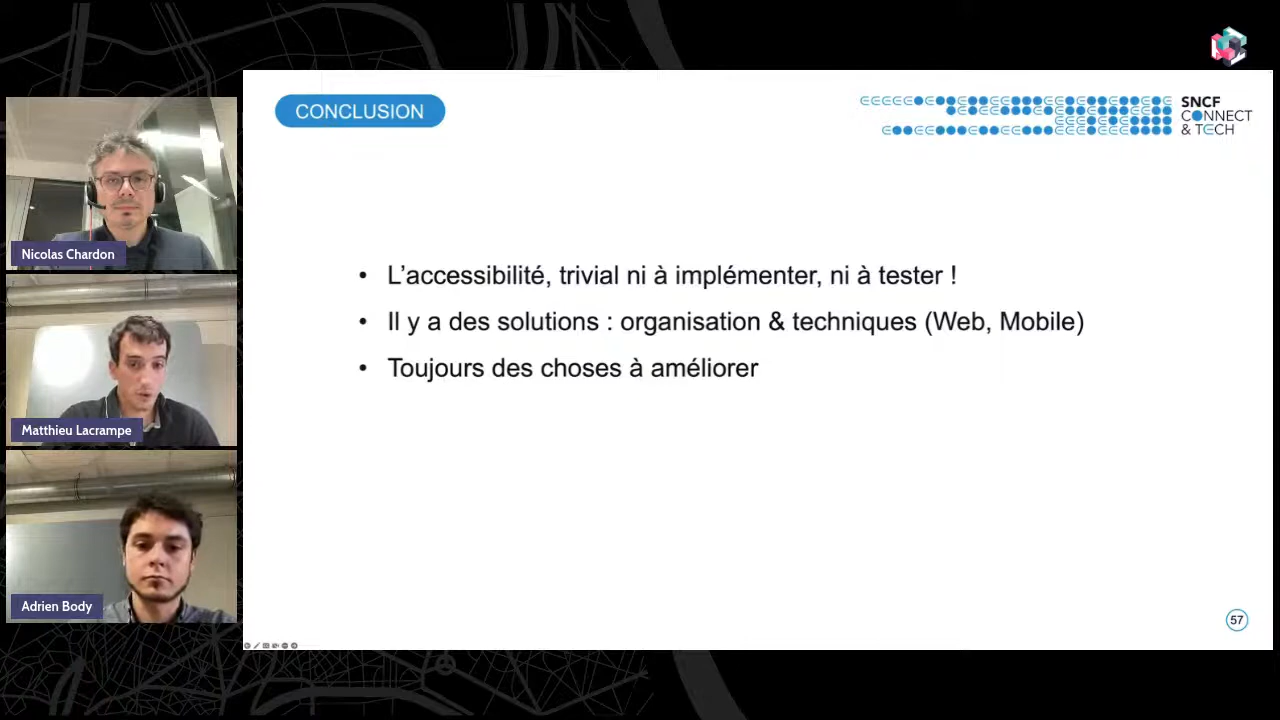 CONCLUSION
SNCF
CONNECT
& TECH
Nicolas Chardon
• L’accessibilité, trivial ni à implémenter, ni à tester !
• Il y a des solutions : organisation & techniques (Web, Mobile)
• Toujours des choses à améliorer
Matthieu Lacrampe
Adrien Body
57